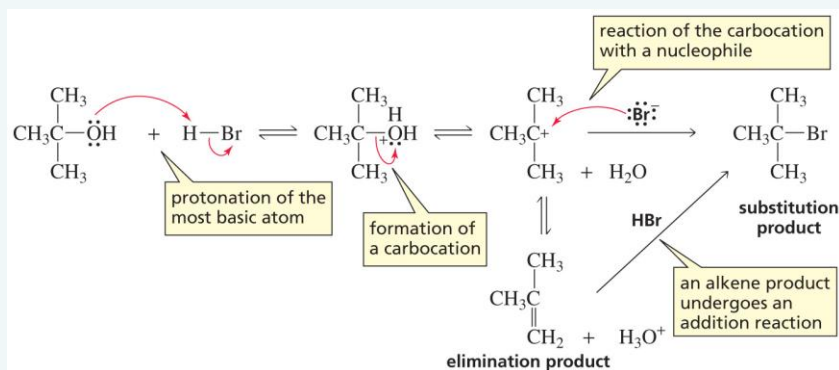 reaction of the carbocation
with a nucleophile
CH₃ CH₃ CH₃ CH₃
H :Br:⁻
CH₃C—ÖH + H—Br ⇌ CH₃C—OH ⇌ CH₃C+ → CH₃C—Br
+
CH₃ CH₃ CH₃ + H₂O CH₃
protonation of the
most basic atom
formation of
a carbocation
substitution
product
HBr
CH₃
CH₃C
CH₂ + H₃O⁺
elimination product
an alkene product
undergoes an
addition reaction